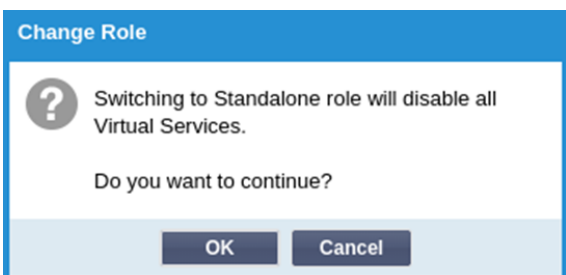 Change Role
?
Switching to Standalone role will disable all
Virtual Services.
Do you want to continue?
OK
Cancel